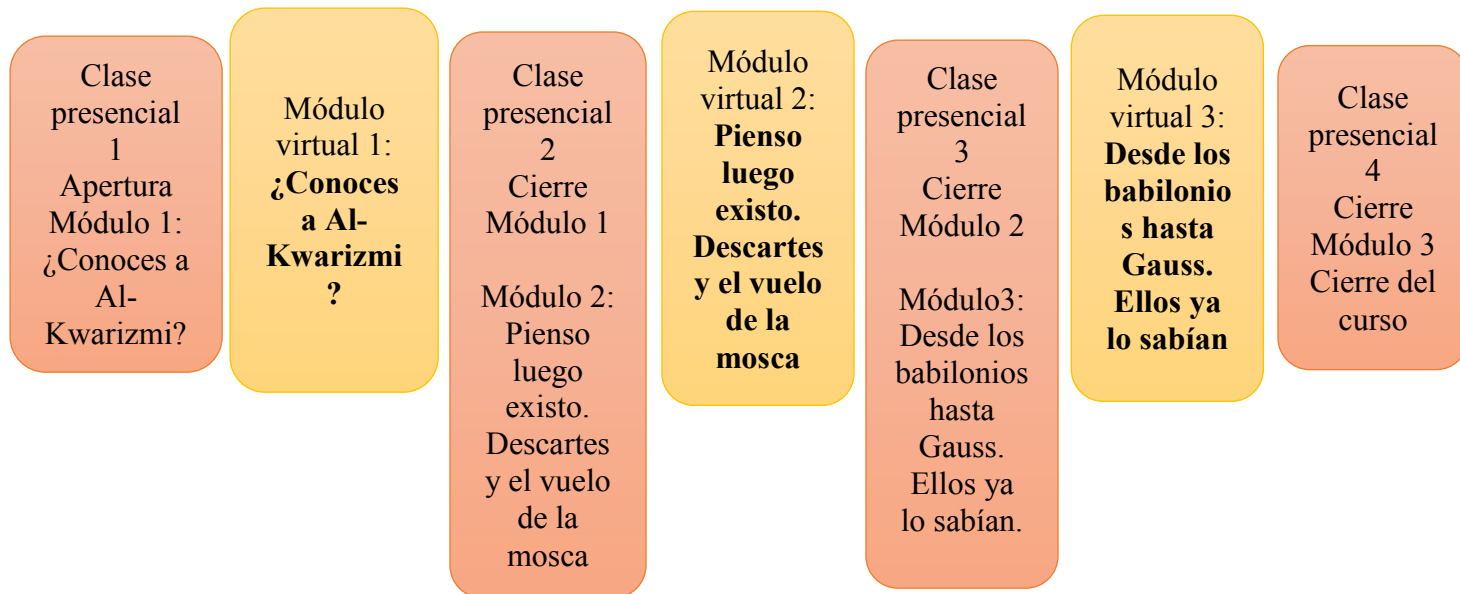 Clase
presencial
1
Apertura
Módulo 1:
¿Conoces a
Al-
Kwarizmi?
Módulo
virtual 1:
¿Conoces
a Al-
Kwarizmi
?
Clase
presencial
2
Cierre
Módulo 1
Módulo 2:
Pienso
luego
existo.
Descartes
y el vuelo
de la
mosca
Módulo
virtual 2:
Pienso
luego
existo.
Descartes
y el vuelo
de la
mosca
Clase
presencial
3
Cierre
Módulo 2
Módulo3:
Desde los
babilonios
hasta
Gauss.
Ellos ya
lo sabían.
Módulo
virtual 3:
Desde los
babilonio
s hasta
Gauss.
Ellos ya
lo sabían
Clase
presencial
4
Cierre
Módulo 3
Cierre del
curso